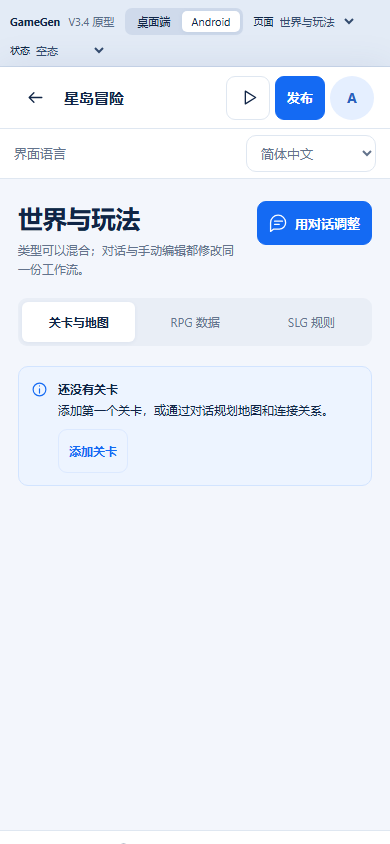 GameGen V3.4 原型 桌面端 Android 页面 世界与玩法
状态 空态
星岛冒险 发布 A
界面语言 简体中文
世界与玩法
类型可以混合；对话与手动编辑都修改同
一份工作流。
用对话调整
关卡与地图 RPG 数据 SLG 规则
还没有关卡
添加第一个关卡，或通过对话规划地图和连接关系。
添加关卡